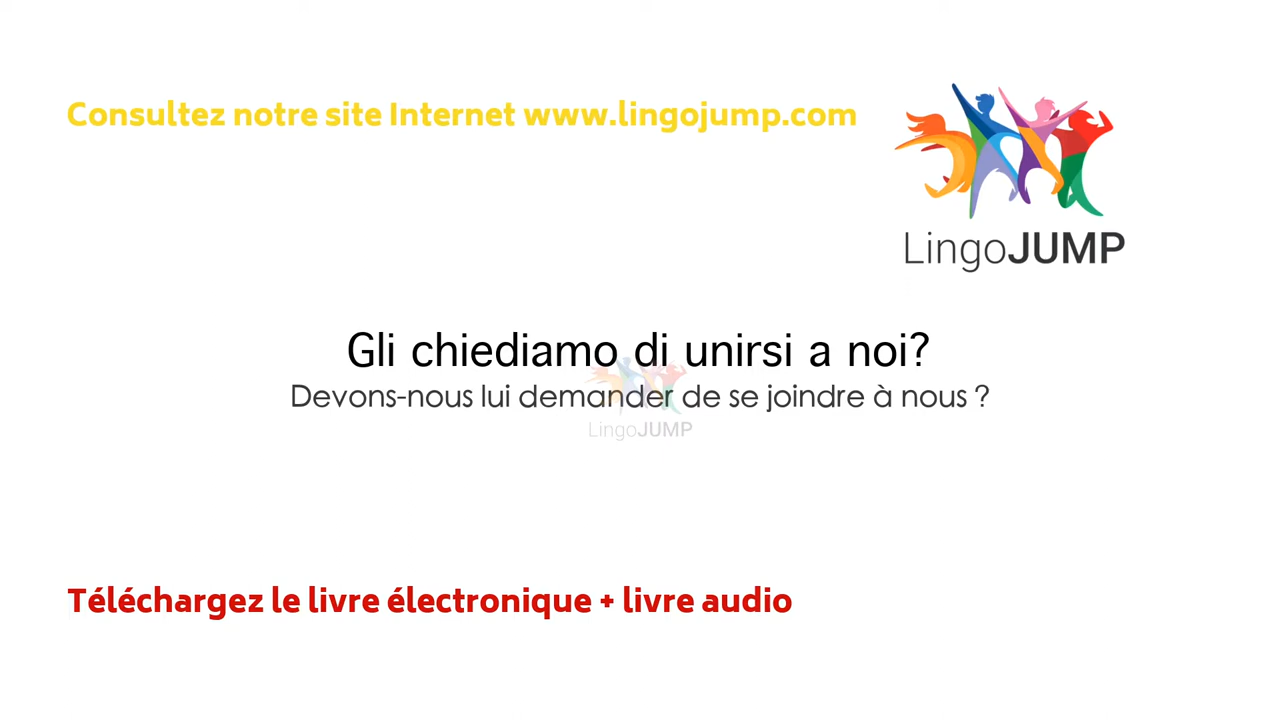 Consultez notre site Internet www.lingojump.com
LingoJUMP
Gli chiediamo di unirsi a noi?
Devons-nous lui demander de se joindre à nous ?
LingoJUMP
Téléchargez le livre électronique + livre audio